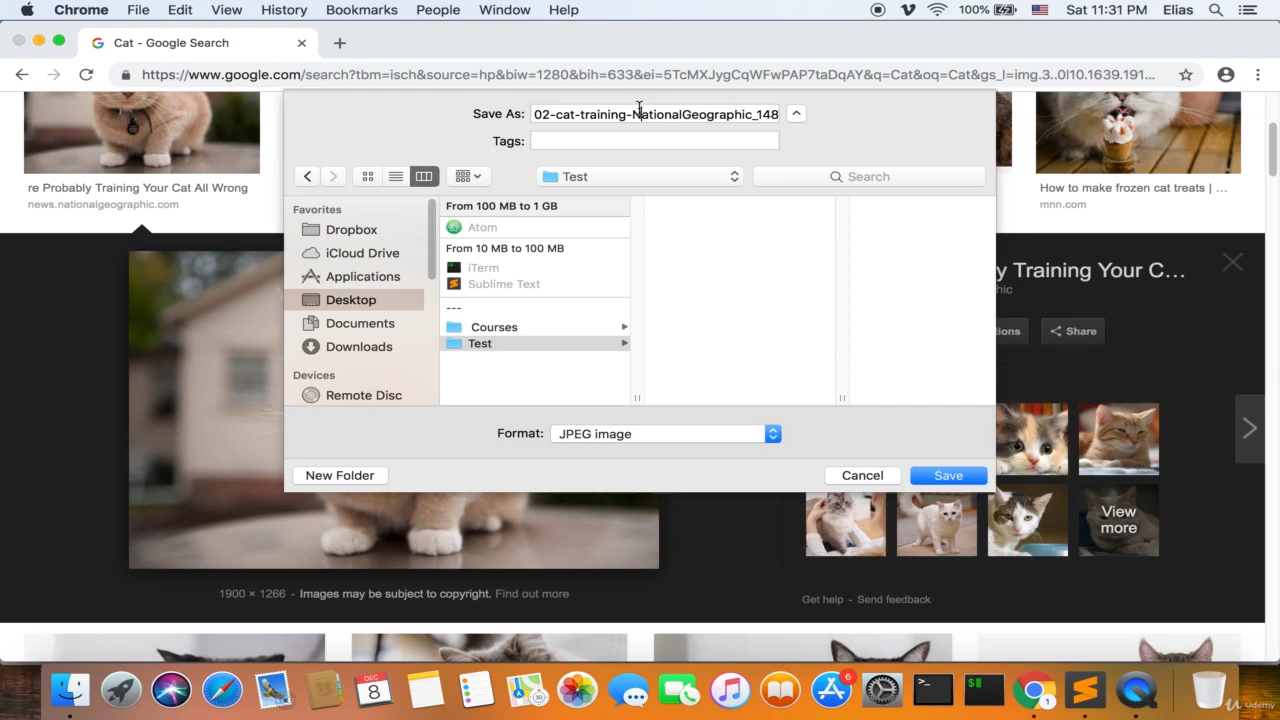 Chrome File Edit View History Bookmarks People Window Help 100% Sat 11:31 PM Elias
Cat - Google Search
https://www.google.com/search?tbm=isch&source=hp&biw=1280&bih=633&ei=5TcMXJygCqWFwPAP7taDqAY&q=Cat&oq=Cat&gs_l=img.3..0l10.1639.191...
Save As: 02-cat-training-NationalGeographic_148
Tags:
Test
Search
re Probably Training Your Cat All Wrong
news.nationalgeographic.com
How to make frozen cat treats | ...
mnn.com
Favorites
Dropbox
iCloud Drive
Applications
Desktop
Documents
Downloads
Devices
Remote Disc
From 100 MB to 1 GB
Atom
From 10 MB to 100 MB
iTerm
Sublime Text
---
Courses
Test
y Training Your C...
hic
ions
Share
Format: JPEG image
New Folder
Cancel
Save
View
more
1900 × 1266 - Images may be subject to copyright. Find out more
Get help - Send feedback
DEC
8
6
1
Udemy